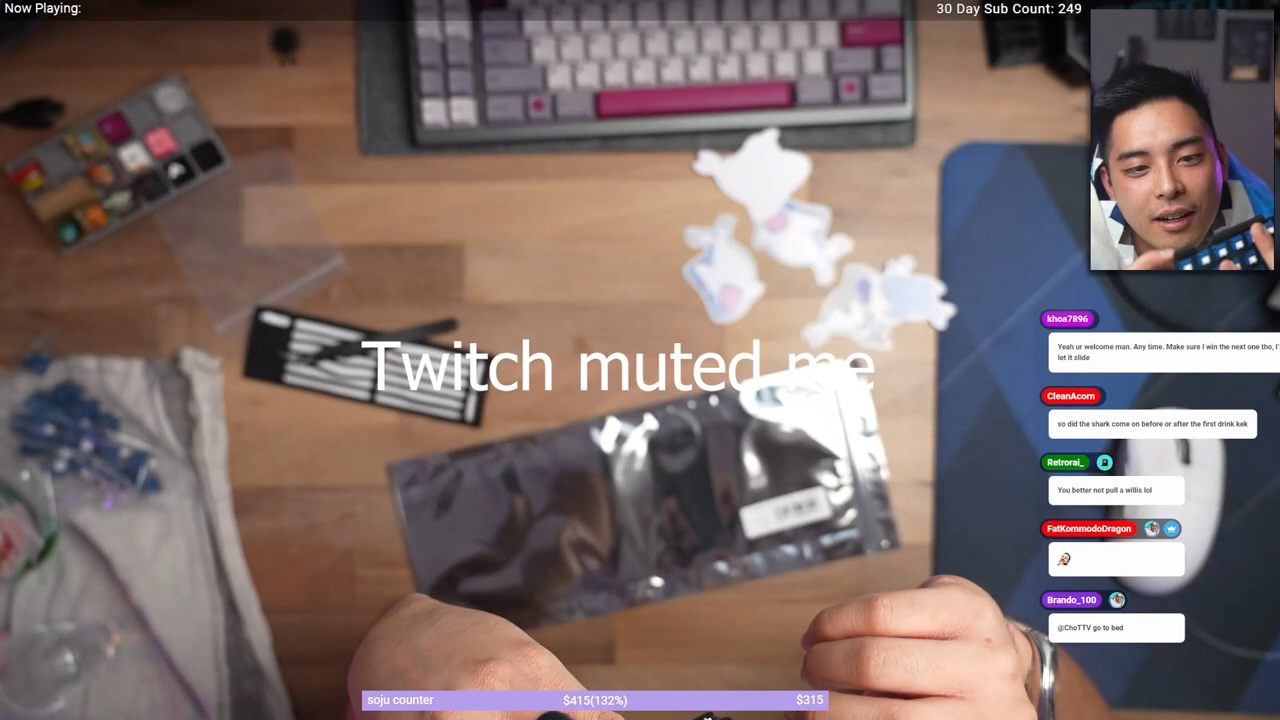 Now Playing:
30 Day Sub Count: 249
khoa7896
Yeah ur welcome man. Any time. Make sure I win the next one tho, I'
let it slide
CleanAcorn
so did the shark come on before or after the first drink kek
Twitch muted me
Retrorai_
You better not pull a willis lol
FatKommodoDragon
Brando_100
@ChoTTV go to bed
soju counter
$415(132%)
$315